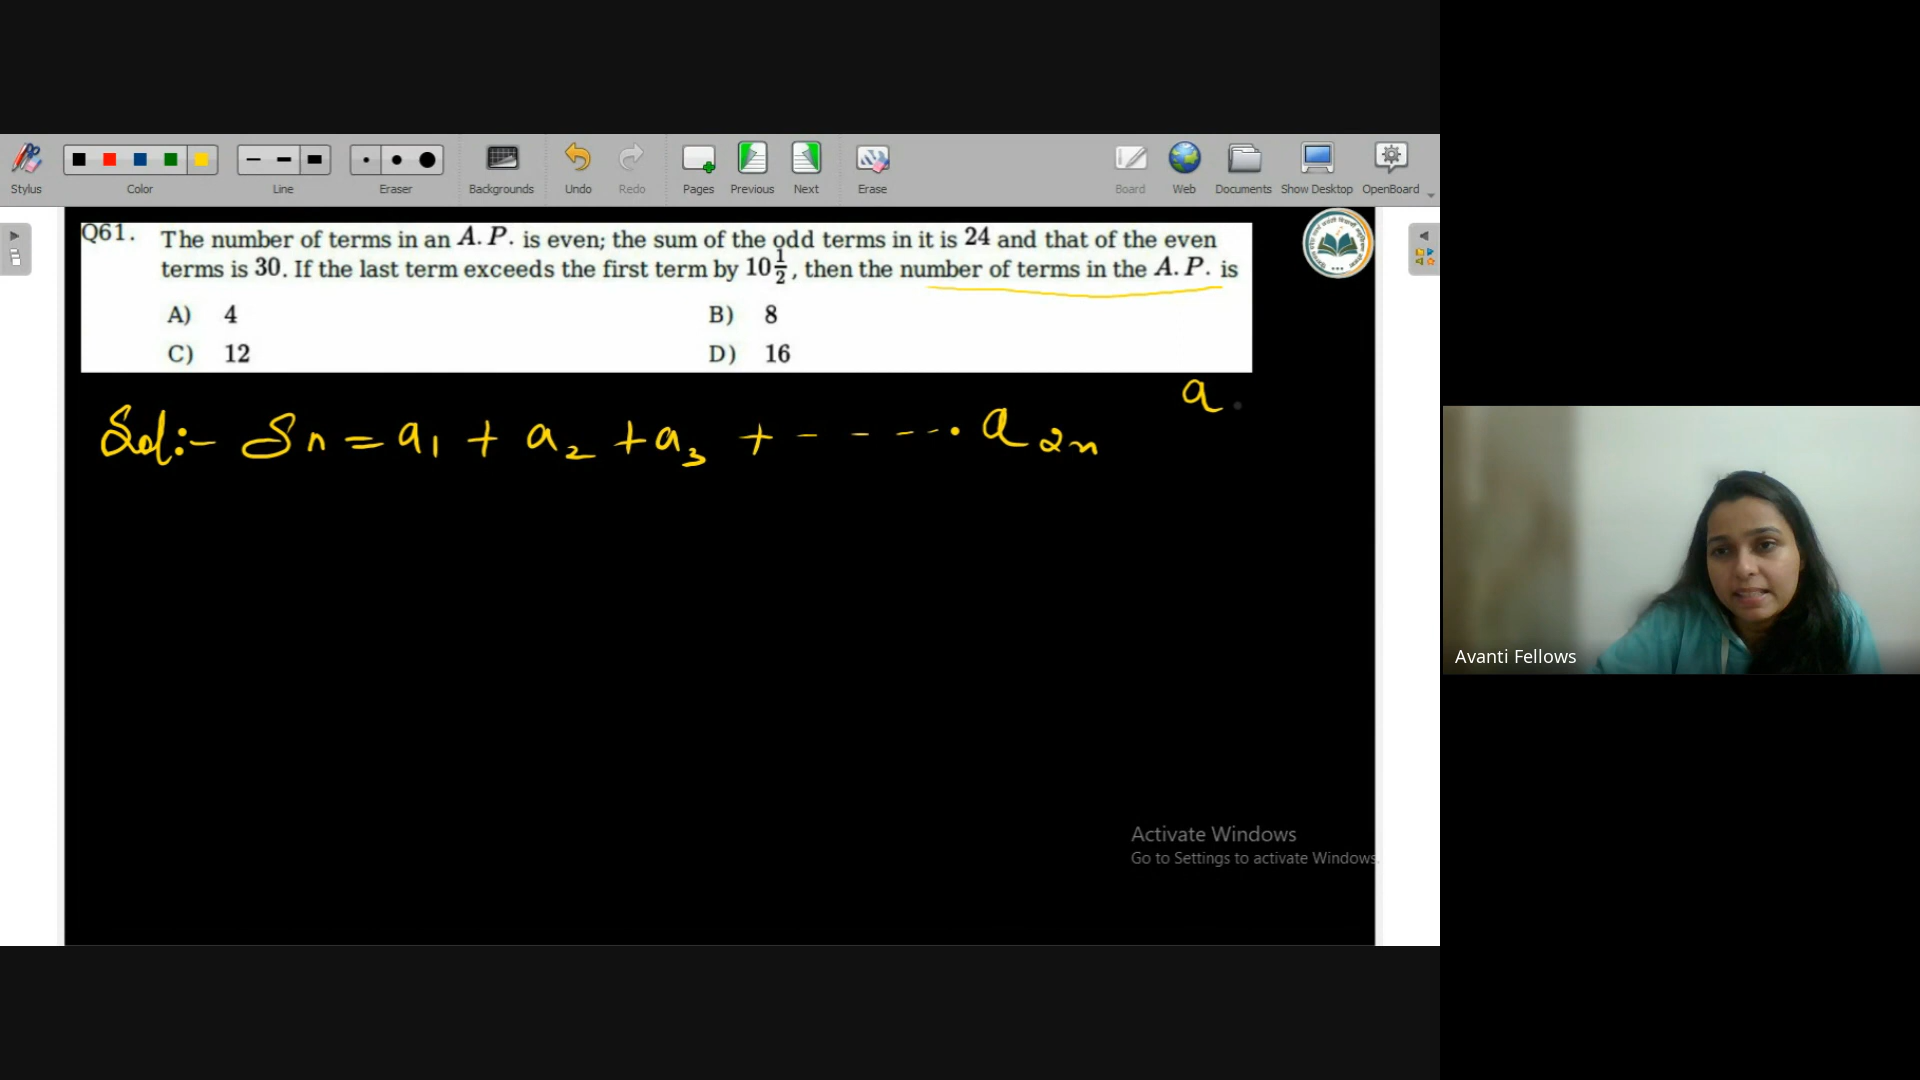 Stylus Color Line Eraser Backgrounds Undo Redo Pages Previous Next Erase Board Web Documents Show Desktop OpenBoard
Q61. The number of terms in an A.P. is even; the sum of the odd terms in it is 24 and that of the even
terms is 30. If the last term exceeds the first term by 10 1/2, then the number of terms in the A.P. is
A) 4 B) 8
C) 12 D) 16
a
Sol:- Sn = a1 + a2 + a3 + - - - - ... a2n
Avanti Fellows
Activate Windows
Go to Settings to activate Windows.